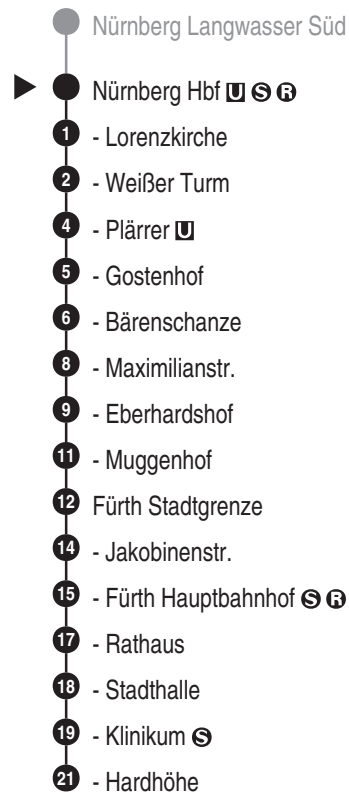 Nürnberg Langwasser Süd
Nürnberg Hbf U S R
1 - Lorenzkirche
2 - Weißer Turm
4 - Plärrer U
5 - Gostenhof
6 - Bärenschanze
8 - Maximilianstr.
9 - Eberhardshof
11 - Muggenhof
12 Fürth Stadtgrenze
14 - Jakobinenstr.
15 - Fürth Hauptbahnhof S R
17 - Rathaus
18 - Stadthalle
19 - Klinikum S
21 - Hardhöhe